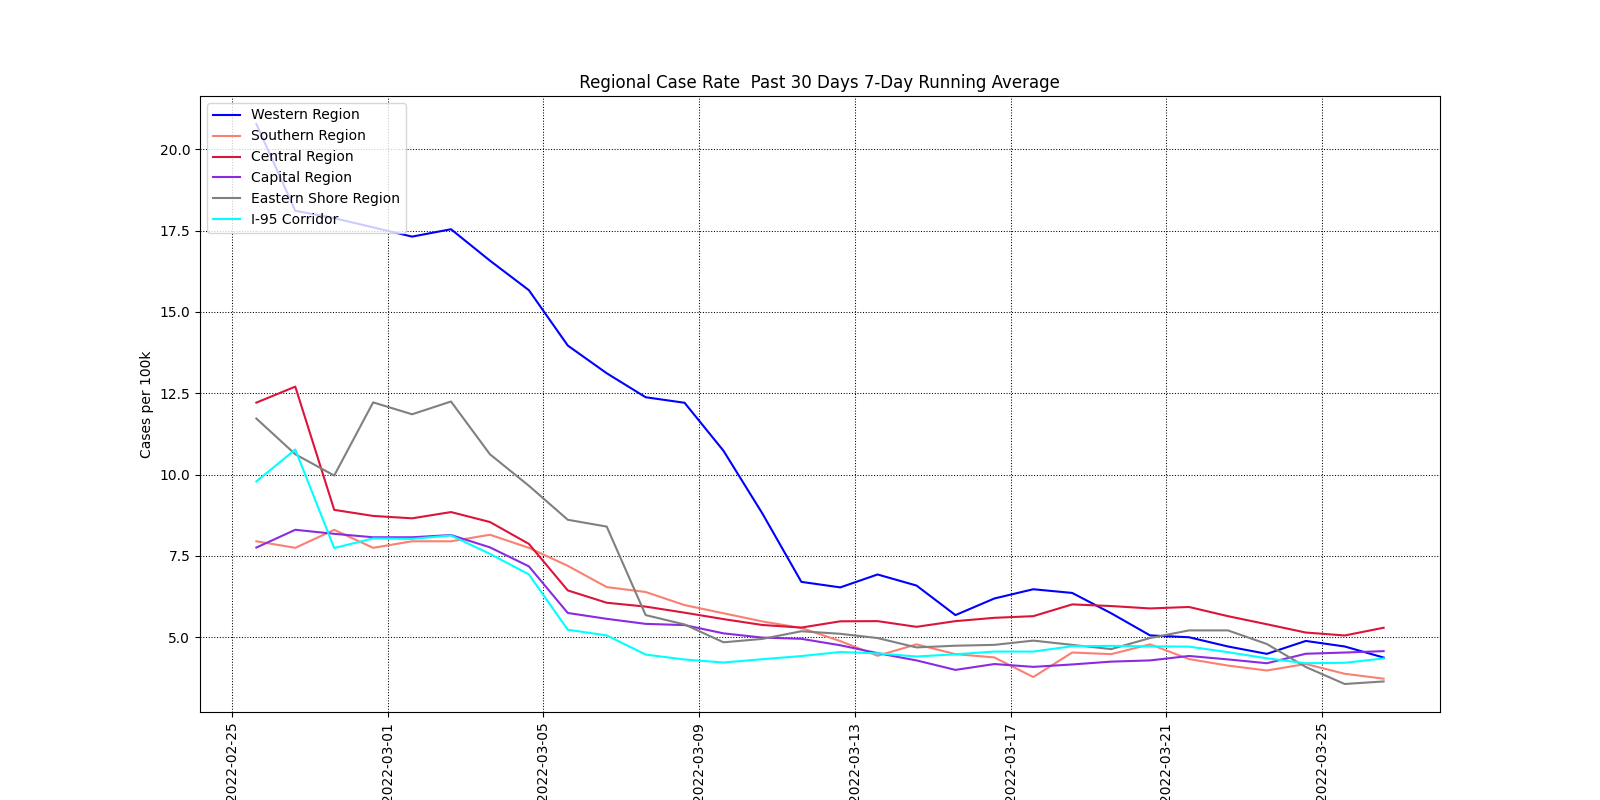 Regional Case Rate  Past 30 Days 7-Day Running Average
Western Region
Southern Region
Central Region
Capital Region
Eastern Shore Region
I-95 Corridor
Cases per 100k
20.0
17.5
15.0
12.5
10.0
7.5
5.0
2022-02-25
2022-03-01
2022-03-05
2022-03-09
2022-03-13
2022-03-17
2022-03-21
2022-03-25